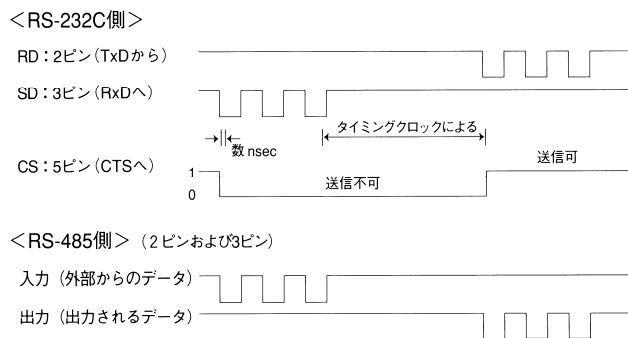 ＜RS-232C側＞
RD：2ピン（TxDから）
SD：3ピン（RxDへ）
タイミングクロックによる
数 nsec
送信可
CS：5ピン（CTSへ）
1
送信不可
0
＜RS-485側＞（2ピンおよび3ピン）
入力（外部からのデータ）
出力（出力されるデータ）